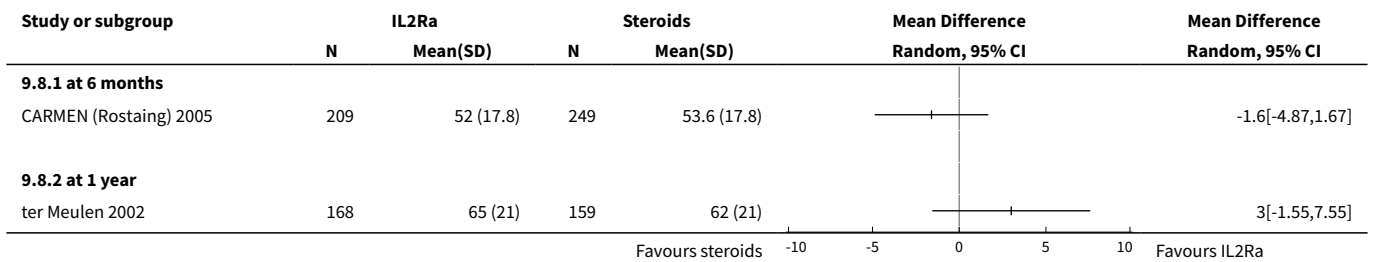 Study or subgroup IL2Ra Steroids Mean Difference Mean Difference
N Mean(SD) N Mean(SD) Random, 95% CI Random, 95% CI
9.8.1 at 6 months
CARMEN (Rostaing) 2005 209 52 (17.8) 249 53.6 (17.8) -1.6[-4.87,1.67]
9.8.2 at 1 year
ter Meulen 2002 168 65 (21) 159 62 (21) 3[-1.55,7.55]
Favours steroids -10 -5 0 5 10 Favours IL2Ra